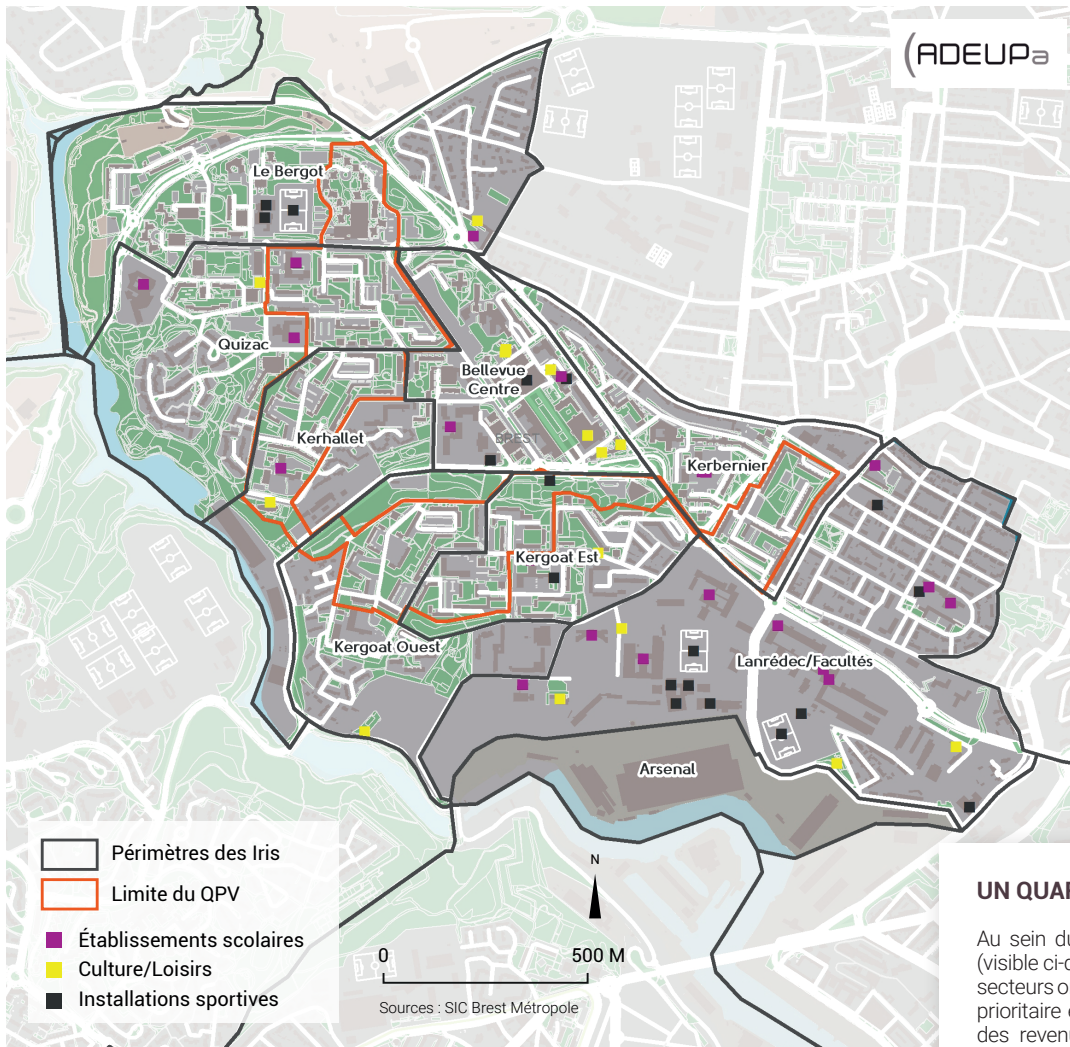 (ADEUPa
Le Bergot
Quizac
Bellevue
Centre
Kerhallet
BREST
Kerbernier
Kergoat Est
Kergoat Ouest
Lanrédec/Facultés
Arsenal
Périmètres des Iris
Limite du QPV
Établissements scolaires
Culture/Loisirs
Installations sportives
N
0 500 M
Sources : SIC Brest Métropole
UN QUAR
Au sein du
(visible ci-d
secteurs o
prioritaire
des revenu